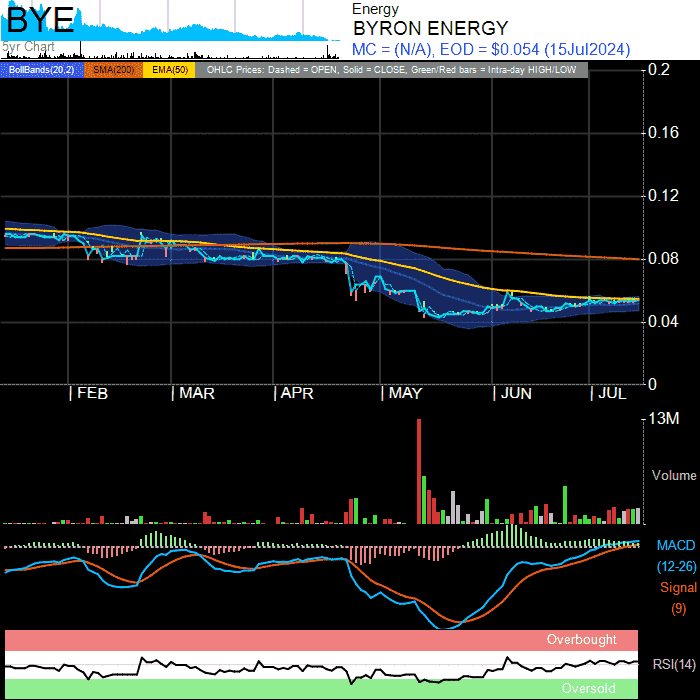 BYE
5yr Chart
Energy
BYRON ENERGY
MC = (N/A), EOD = $0.054 (15Jul2024)
BollBands(20,2) SMA(200) EMA(50) OHLC Prices: Dashed = OPEN, Solid = CLOSE, Green/Red bars = Intra-day HIGH/LOW
0.2
0.16
0.12
0.08
0.04
0
FEB MAR APR MAY JUN JUL
13M
Volume
MACD
(12-26)
Signal
(9)
Overbought
RSI(14)
Oversold